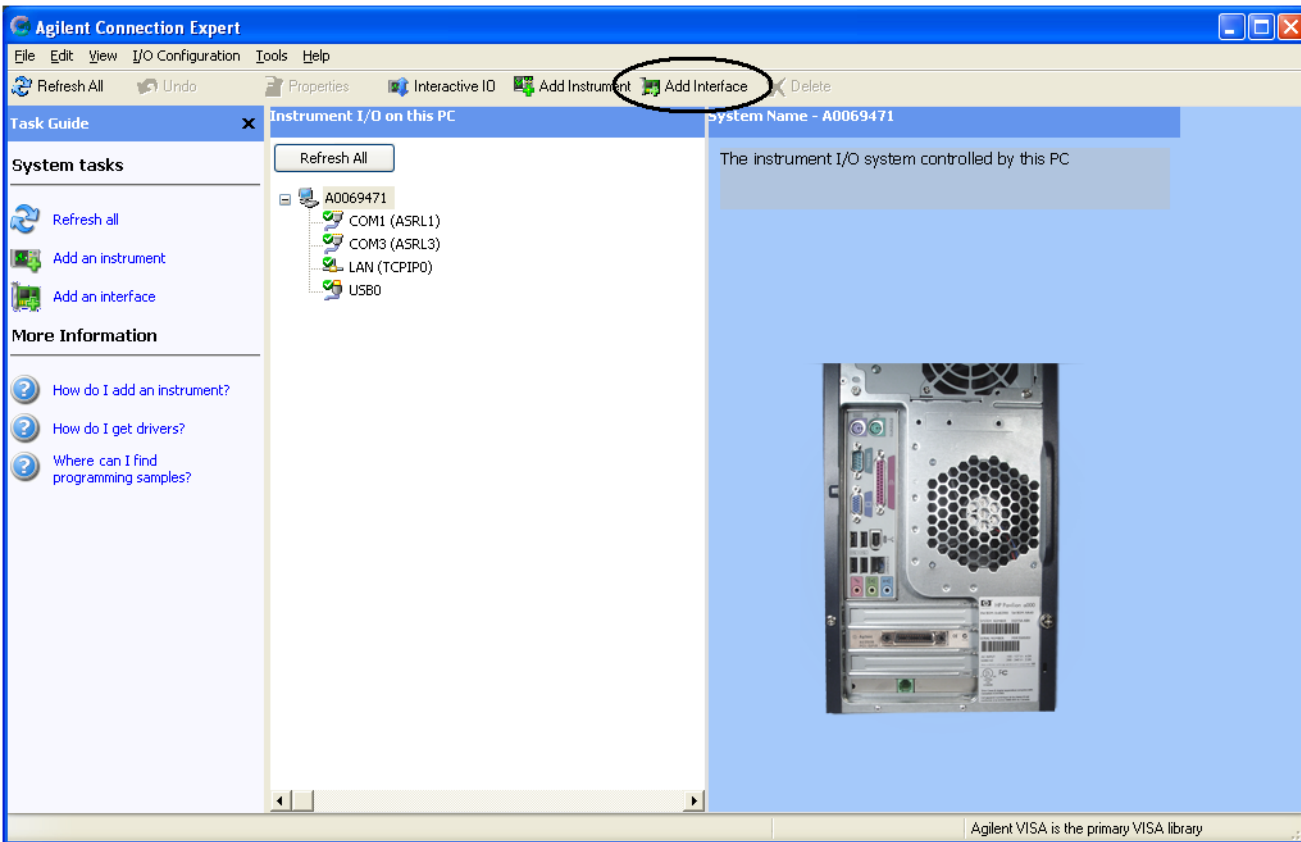 Agilent Connection Expert
File Edit View I/O Configuration Tools Help
Refresh All Undo Properties Interactive IO Add Instrument Add Interface Delete
Task Guide
System tasks
Refresh all
Add an instrument
Add an interface
More Information
How do I add an instrument?
How do I get drivers?
Where can I find
programming samples?
Instrument I/O on this PC
Refresh All
A0069471
COM1 (ASRL1)
COM3 (ASRL3)
LAN (TCPIP0)
USB0
System Name - A0069471
The instrument I/O system controlled by this PC
Agilent VISA is the primary VISA library